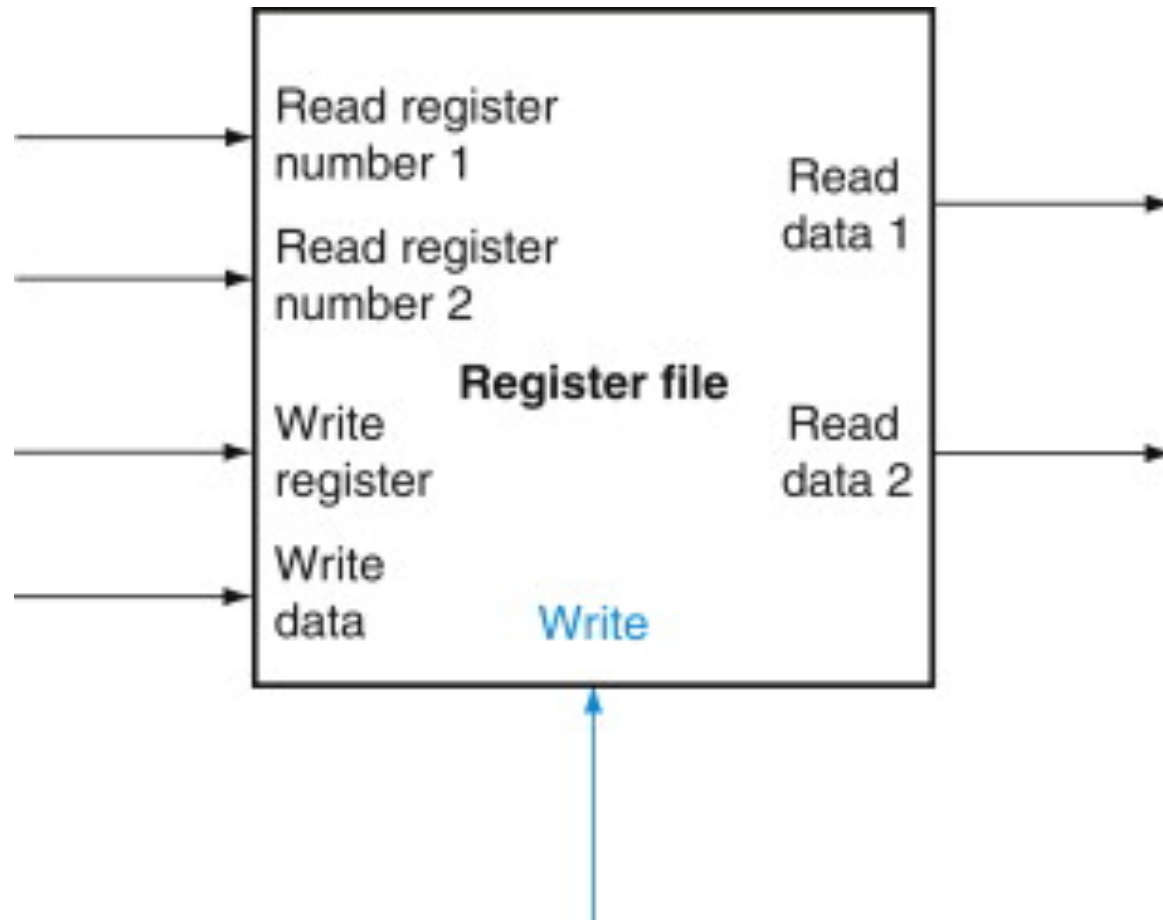 Read register
number 1
Read
data 1
Read register
number 2
Register file
Write
register
Read
data 2
Write
data
Write